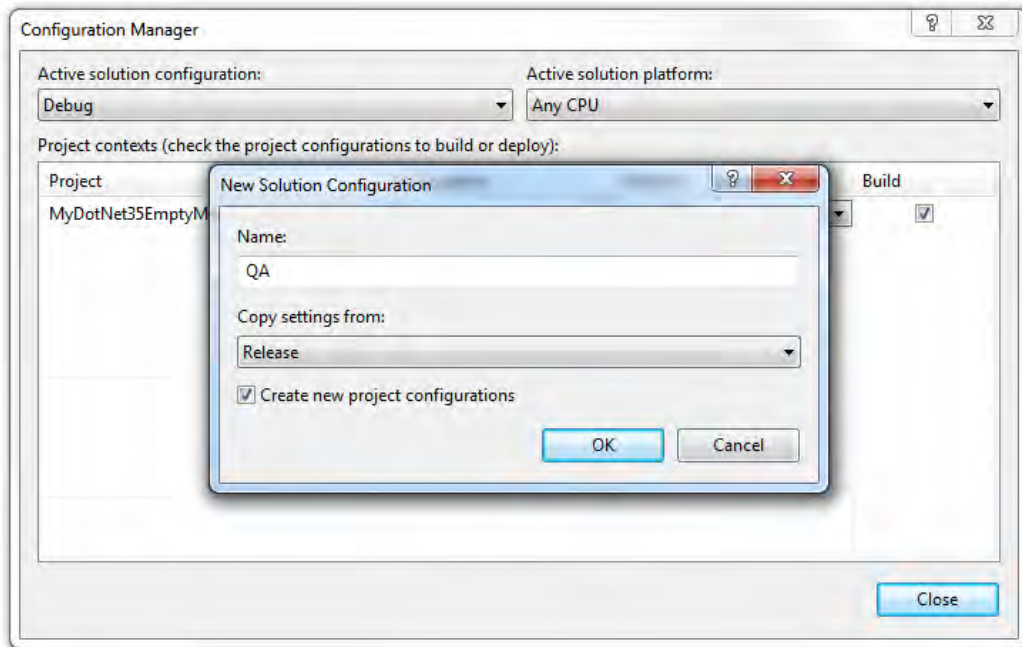 Configuration Manager
Active solution configuration:
Active solution platform:
Debug
Any CPU
Project contexts (check the project configurations to build or deploy):
Project
Build
MyDotNet35EmptyM
New Solution Configuration
Name:
QA
Copy settings from:
Release
Create new project configurations
OK
Cancel
Close